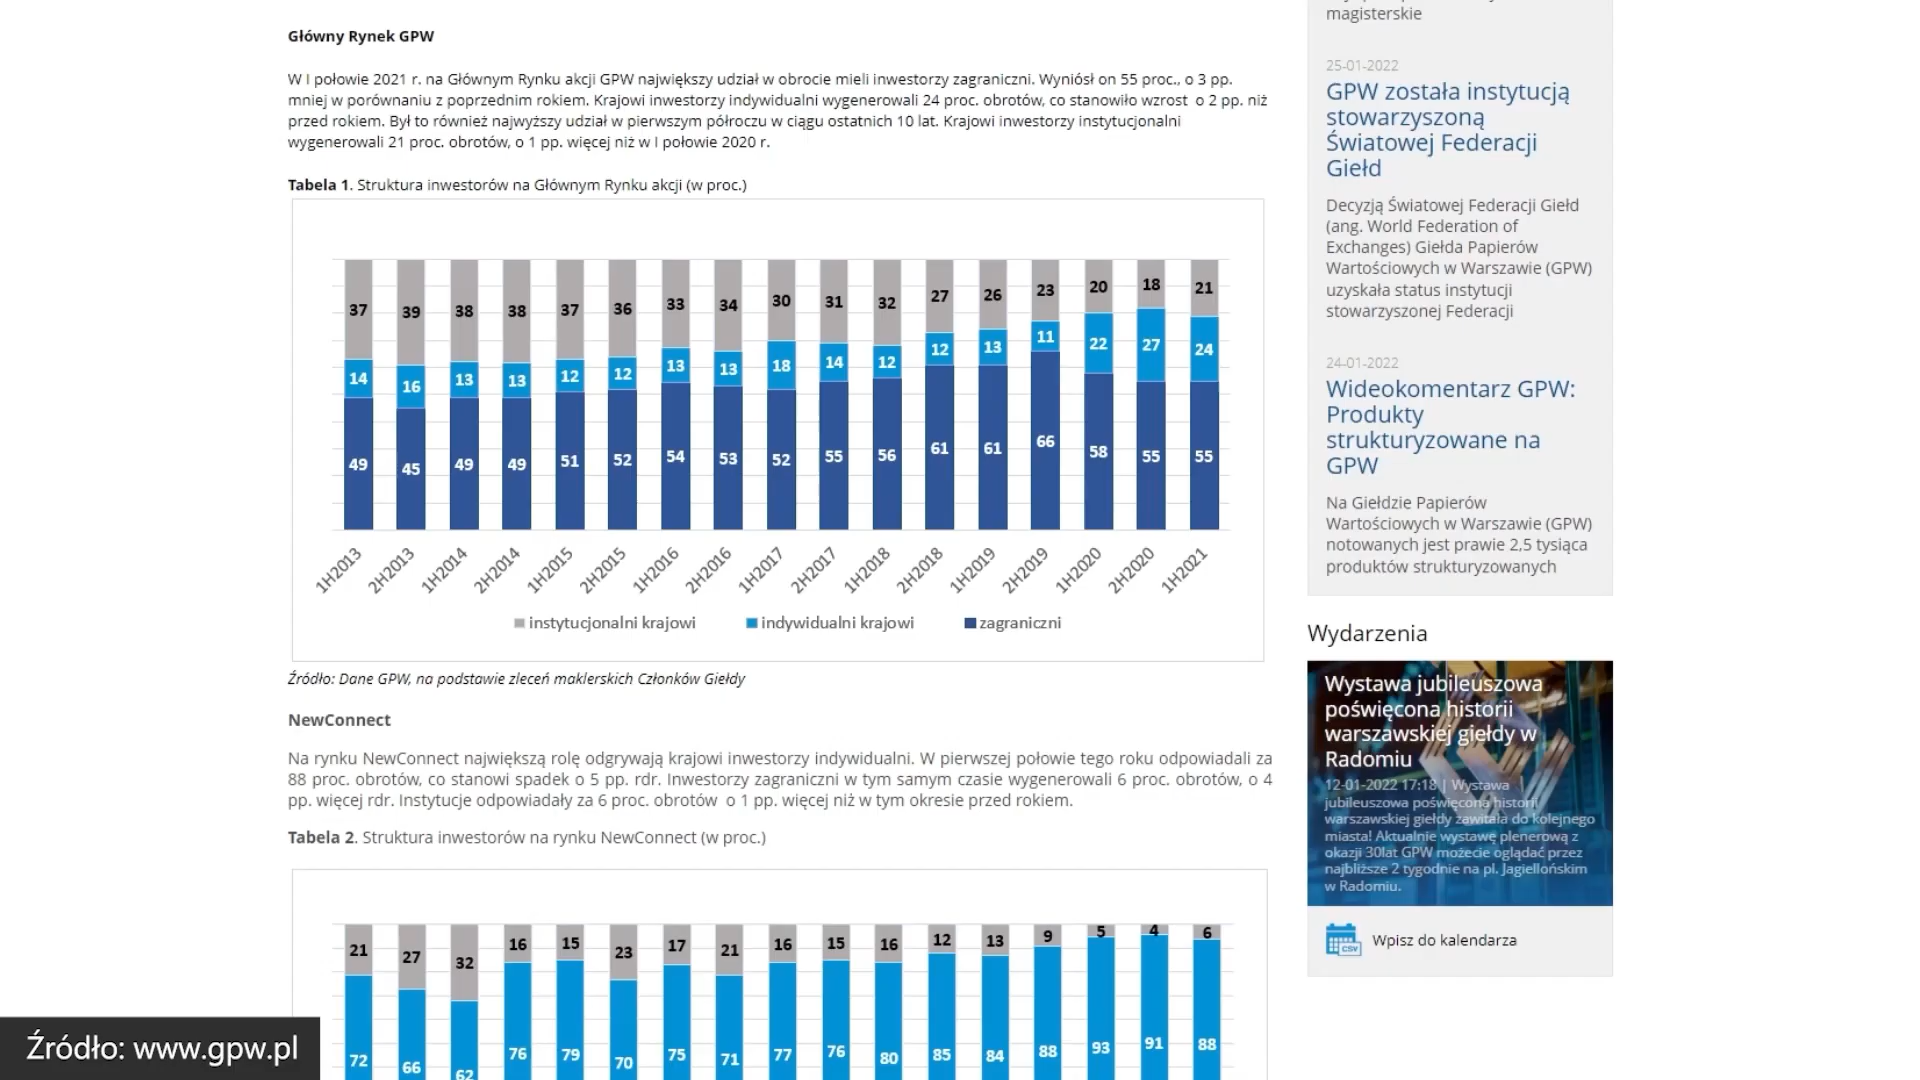 Główny Rynek GPW
W I połowie 2021 r. na Głównym Rynku akcji GPW największy udział w obrocie mieli inwestorzy zagraniczni. Wyniósł on 55 proc., o 3 pp.
mniej w porównaniu z poprzednim rokiem. Krajowi inwestorzy indywidualni wygenerowali 24 proc. obrotów, co stanowiło wzrost  o 2 pp. niż
przed rokiem. Był to również najwyższy udział w pierwszym półroczu w ciągu ostatnich 10 lat. Krajowi inwestorzy instytucjonalni
wygenerowali 21 proc. obrotów, o 1 pp. więcej niż w I połowie 2020 r.
Tabela 1. Struktura inwestorów na Głównym Rynku akcji (w proc.)
37 39 38 38 37 36 33 34 30 31 32 27 26 23 20 18 21
14 16 13 13 12 12 13 13 18 14 12 12 13 11 22 27 24
49 45 49 49 51 52 54 53 52 55 56 61 61 66 58 55 55
1H2013 2H2013 1H2014 2H2014 1H2015 2H2015 1H2016 2H2016 1H2017 2H2017 1H2018 2H2018 1H2019 2H2019 1H2020 2H2020 1H2021
instytucjonalni krajowi indywidualni krajowi zagraniczni
Źródło: Dane GPW, na podstawie zleceń maklerskich Członków Giełdy
NewConnect
Na rynku NewConnect największą rolę odgrywają krajowi inwestorzy indywidualni. W pierwszej połowie tego roku odpowiadali za
88 proc. obrotów, co stanowi spadek o 5 pp. rdr. Inwestorzy zagraniczni w tym samym czasie wygenerowali 6 proc. obrotów, o 4
pp. więcej rdr. Instytucje odpowiadały za 6 proc. obrotów  o 1 pp. więcej niż w tym okresie przed rokiem.
Tabela 2. Struktura inwestorów na rynku NewConnect (w proc.)
21 27 32 16 15 23 17 21 16 15 16 12 13 9 5 4 6
72 66 62 76 79 70 75 71 77 76 80 85 84 88 93 91 88
Źródło: www.gpw.pl
magisterskie
25-01-2022
GPW została instytucją
stowarzyszoną
Światowej Federacji
Giełd
Decyzją Światowej Federacji Giełd
(ang. World Federation of
Exchanges) Giełda Papierów
Wartościowych w Warszawie (GPW)
uzyskała status instytucji
stowarzyszonej Federacji
24-01-2022
Wideokomentarz GPW:
Produkty
strukturyzowane na
GPW
Na Giełdzie Papierów
Wartościowych w Warszawie (GPW)
notowanych jest prawie 2,5 tysiąca
produktów strukturyzowanych
Wydarzenia
Wystawa jubileuszowa
poświęcona historii
warszawskiej giełdy w
Radomiu
12-01-2022 17:18 | Wystawa
jubileuszowa poświęcona historii
warszawskiej giełdy zawitała do kolejnego
miasta! Aktualnie wystawę plenerową z
okazji 30lat GPW możecie oglądać przez
najbliższe 2 tygodnie na pl. Jagiellońskim
w Radomiu.
CSV
Wpisz do kalendarza